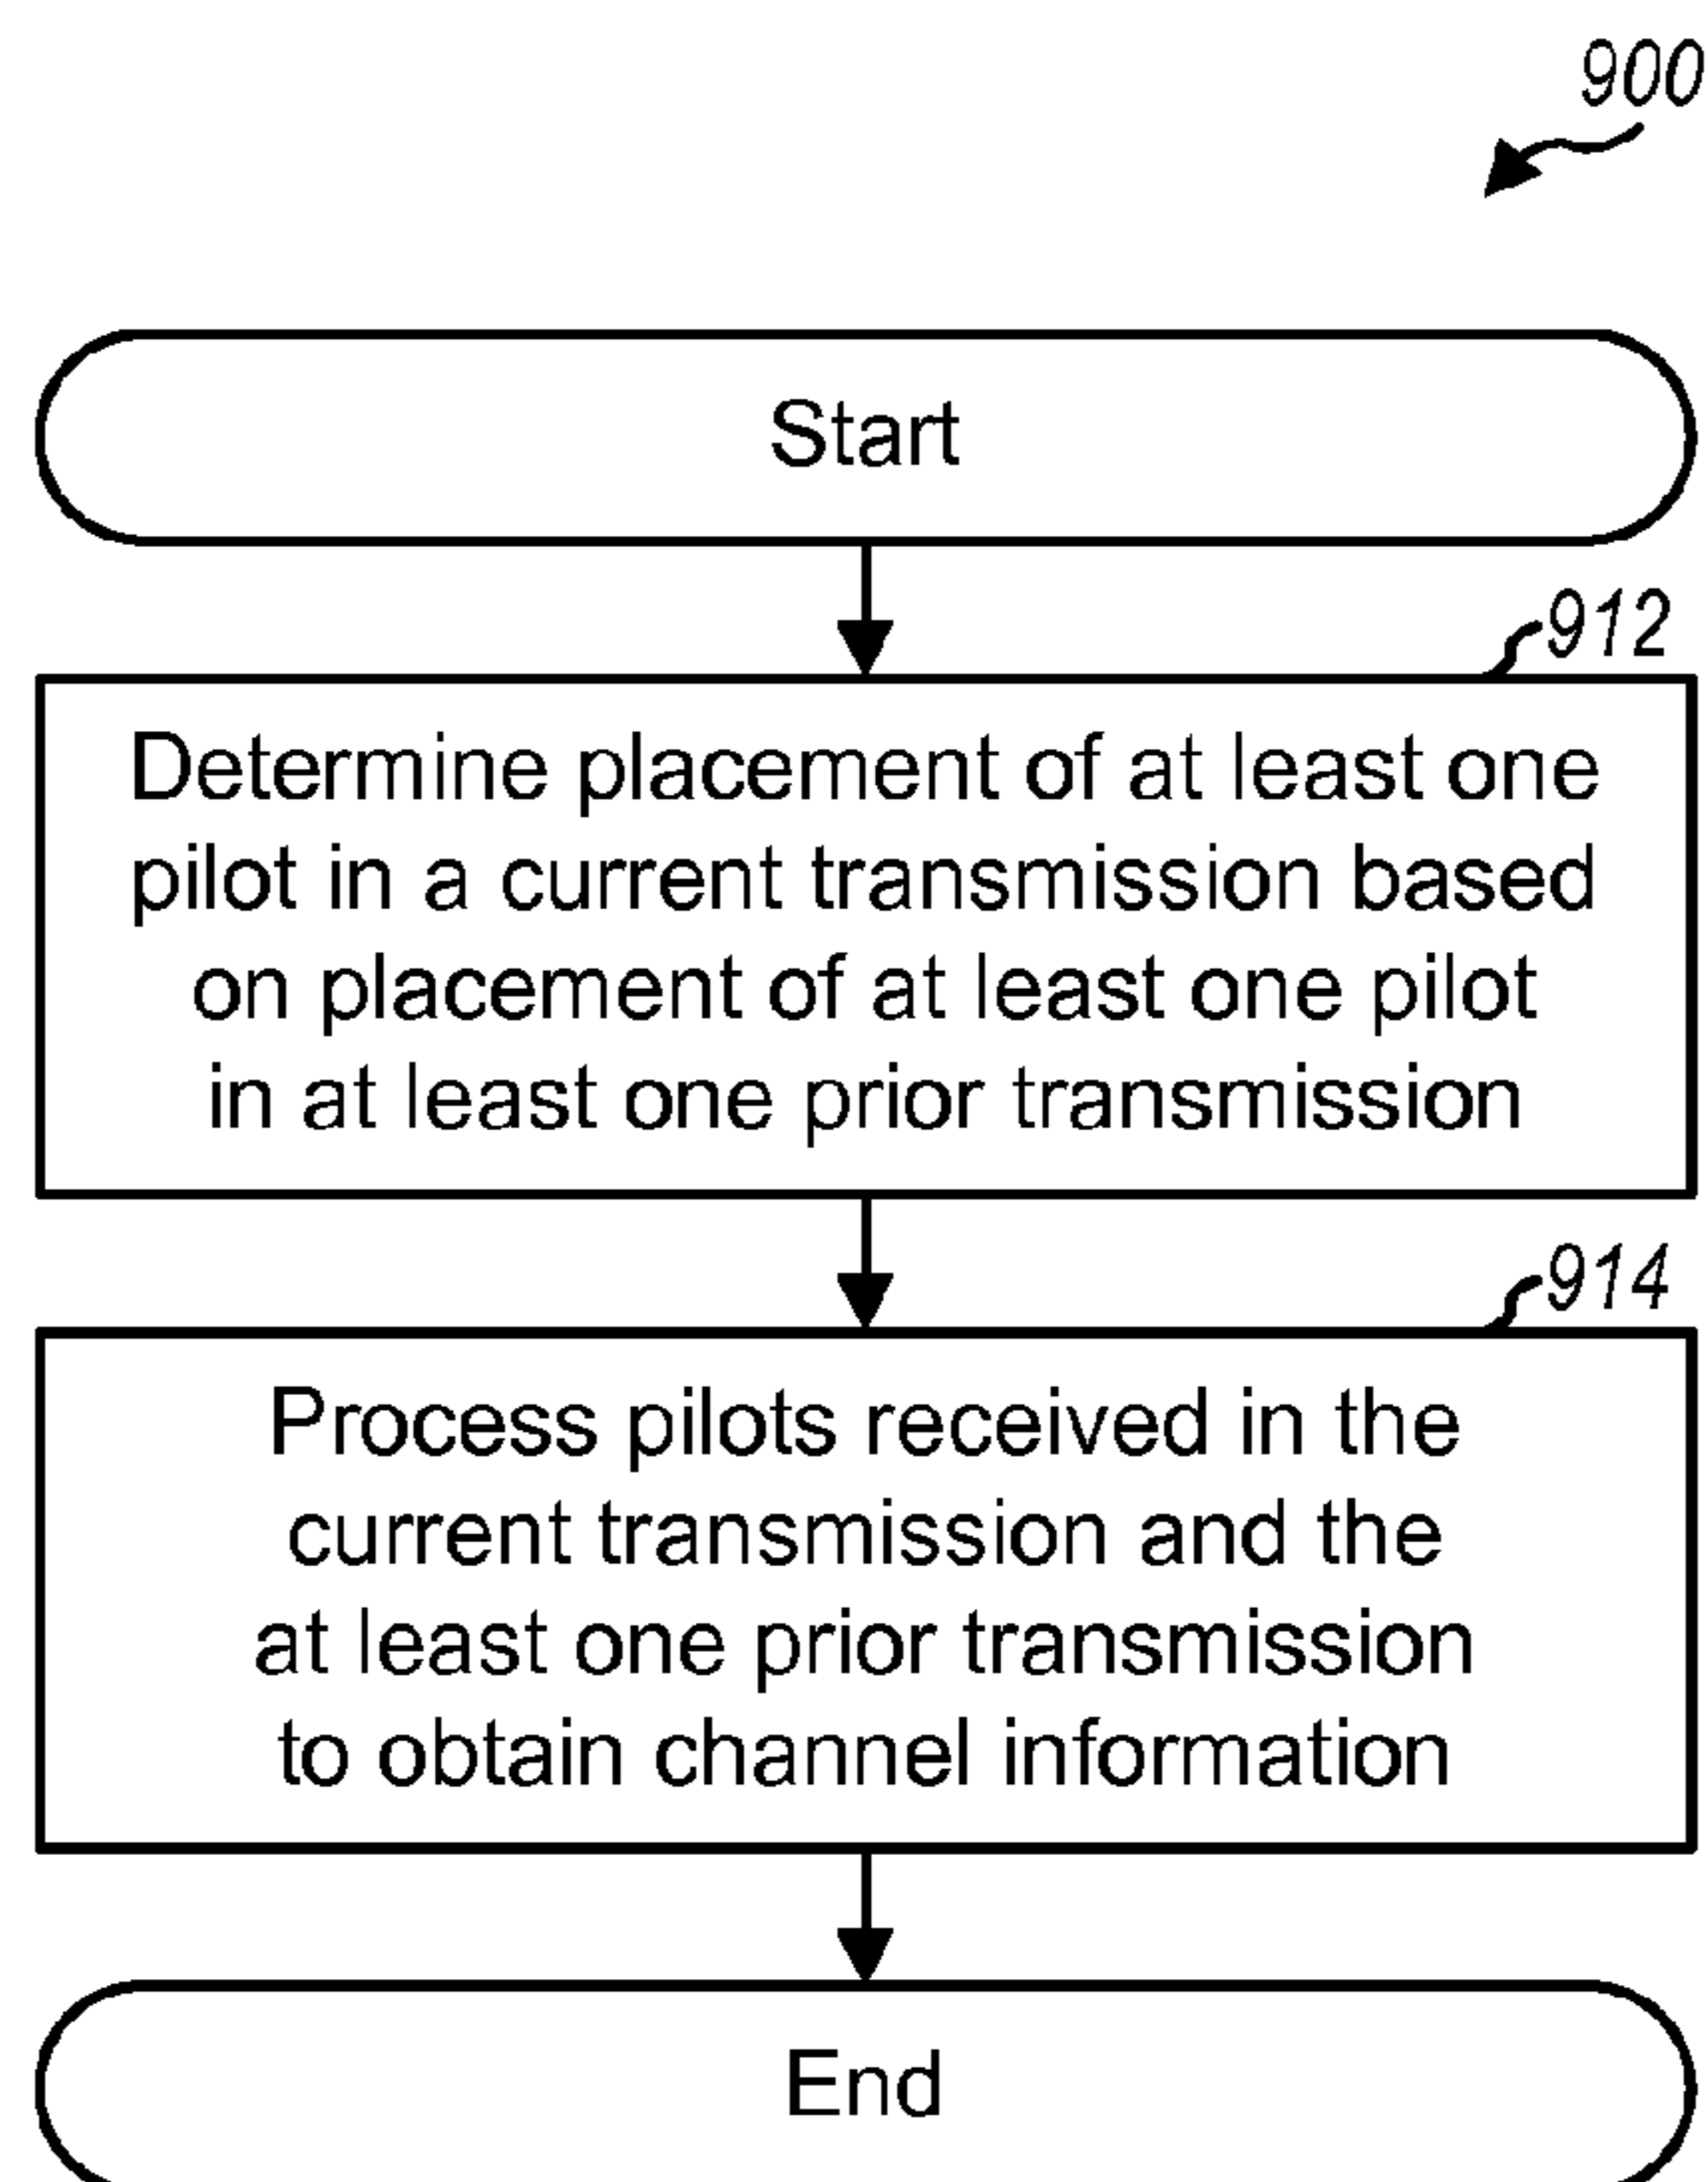 900
Start
912
Determine placement of at least one
pilot in a current transmission based
on placement of at least one pilot
in at least one prior transmission
914
Process pilots received in the
current transmission and the
at least one prior transmission
to obtain channel information
End